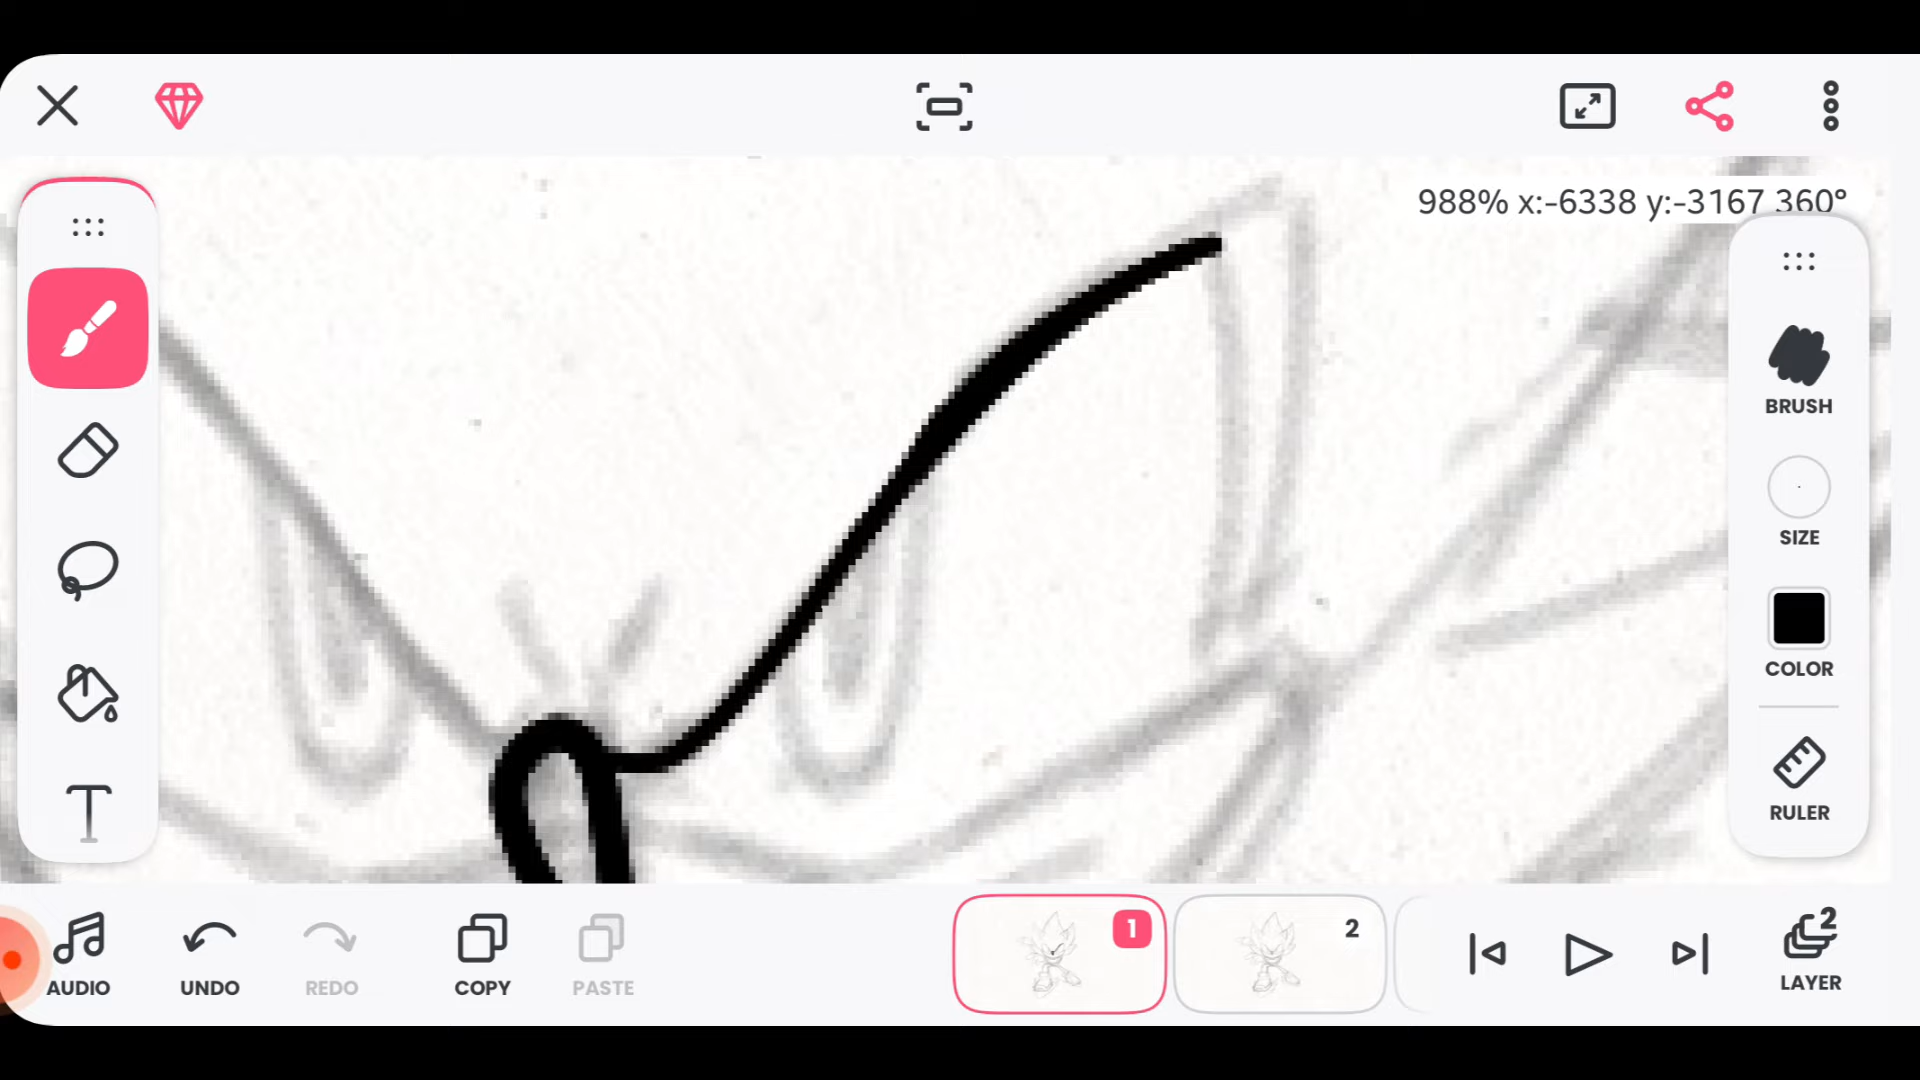 988% x:-6338 y:-3167 360°
BRUSH
SIZE
COLOR
RULER
T
1
2
2
AUDIO
UNDO
REDO
COPY
PASTE
LAYER